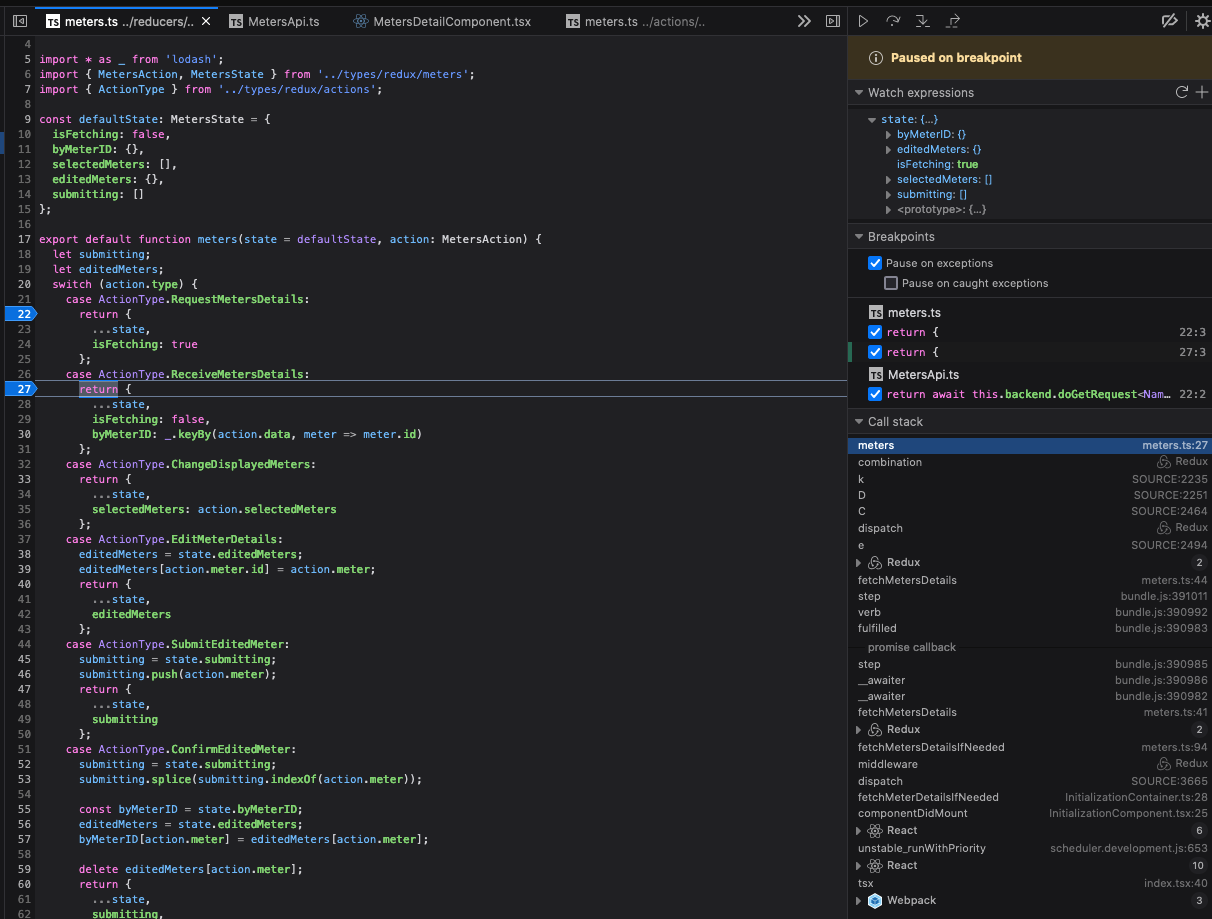 TS meters.ts ../reducers/..
TS MetersApi.ts
MetersDetailComponent.tsx
TS meters.ts ../actions/..
4
5 import * as _ from 'lodash';
6 import { MetersAction, MetersState } from '../types/redux/meters';
7 import { ActionType } from '../types/redux/actions';
8
9 const defaultState: MetersState = {
10 isFetching: false,
11 byMeterID: {},
12 selectedMeters: [],
13 editedMeters: {},
14 submitting: []
15 };
16
17 export default function meters(state = defaultState, action: MetersAction) {
18 let submitting;
19 let editedMeters;
20 switch (action.type) {
21 case ActionType.RequestMetersDetails:
22 return {
23 ...state,
24 isFetching: true
25 };
26 case ActionType.ReceiveMetersDetails:
27 return {
28 ...state,
29 isFetching: false,
30 byMeterID: _.keyBy(action.data, meter => meter.id)
31 };
32 case ActionType.ChangeDisplayedMeters:
33 return {
34 ...state,
35 selectedMeters: action.selectedMeters
36 };
37 case ActionType.EditMeterDetails:
38 editedMeters = state.editedMeters;
39 editedMeters[action.meter.id] = action.meter;
40 return {
41 ...state,
42 editedMeters
43 };
44 case ActionType.SubmitEditedMeter:
45 submitting = state.submitting;
46 submitting.push(action.meter);
47 return {
48 ...state,
49 submitting
50 };
51 case ActionType.ConfirmEditedMeter:
52 submitting = state.submitting;
53 submitting.splice(submitting.indexOf(action.meter));
54
55 const byMeterID = state.byMeterID;
56 editedMeters = state.editedMeters;
57 byMeterID[action.meter] = editedMeters[action.meter];
58
59 delete editedMeters[action.meter];
60 return {
61 ...state,
62 submitting,
Paused on breakpoint
Watch expressions
state: {…}
byMeterID: {}
editedMeters: {}
isFetching: true
selectedMeters: []
submitting: []
<prototype>: {…}
Breakpoints
Pause on exceptions
Pause on caught exceptions
TS meters.ts
return { 22:3
return { 27:3
TS MetersApi.ts
return await this.backend.doGetRequest<Nam… 22:2
Call stack
meters meters.ts:27
combination Redux
k SOURCE:2235
D SOURCE:2251
C SOURCE:2464
dispatch Redux
e SOURCE:2494
Redux 2
fetchMetersDetails meters.ts:44
step bundle.js:391011
verb bundle.js:390992
fulfilled bundle.js:390983
promise callback
step bundle.js:390985
__awaiter bundle.js:390986
__awaiter bundle.js:390982
fetchMetersDetails meters.ts:41
Redux 2
fetchMetersDetailsIfNeeded meters.ts:94
middleware Redux
dispatch SOURCE:3665
fetchMeterDetailsIfNeeded InitializationContainer.ts:28
componentDidMount InitializationComponent.tsx:25
React 6
unstable_runWithPriority scheduler.development.js:653
React 10
tsx index.tsx:40
Webpack 3